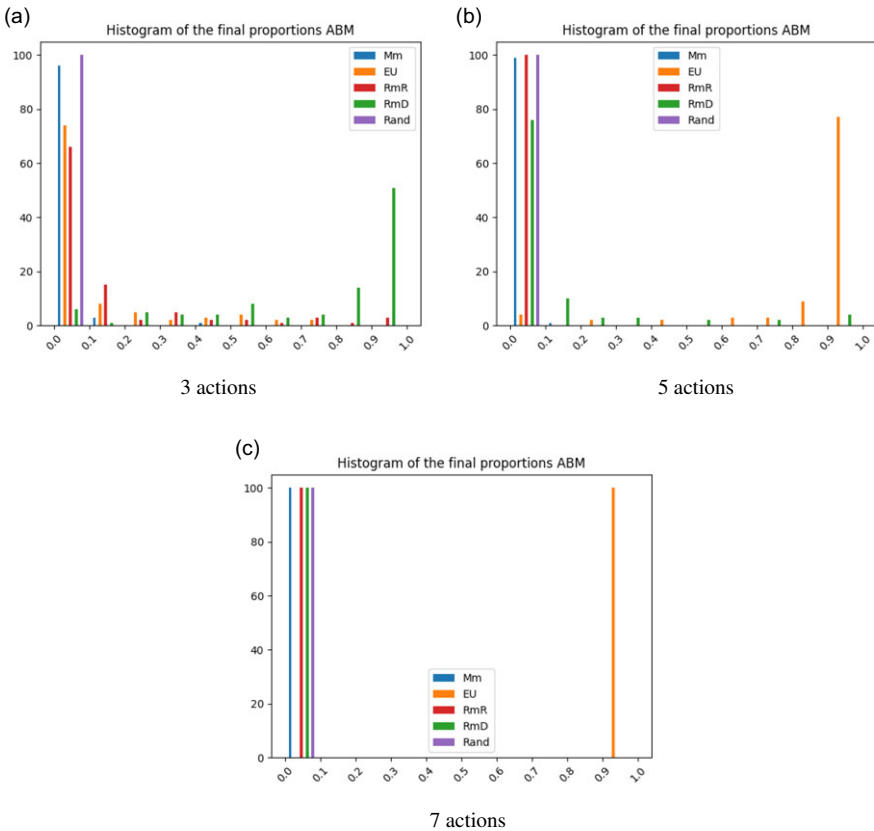 (a)
Histogram of the final proportions ABM
100
80
60
40
20
0
0.0 0.1 0.2 0.3 0.4 0.5 0.6 0.7 0.8 0.9 1.0
Mm
EU
RmR
RmD
Rand
3 actions
(b)
Histogram of the final proportions ABM
100
80
60
40
20
0
0.0 0.1 0.2 0.3 0.4 0.5 0.6 0.7 0.8 0.9 1.0
Mm
EU
RmR
RmD
Rand
5 actions
(c)
Histogram of the final proportions ABM
100
80
60
40
20
0
0.0 0.1 0.2 0.3 0.4 0.5 0.6 0.7 0.8 0.9 1.0
Mm
EU
RmR
RmD
Rand
7 actions